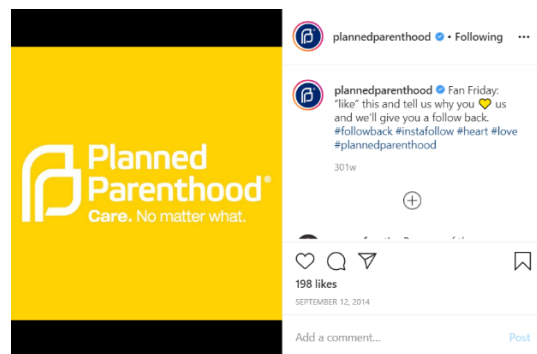 Planned
Parenthood®
Care. No matter what.
plannedparenthood • Following
plannedparenthood Fan Friday:
"like" this and tell us why you 💛 us
and we'll give you a follow back.
#followback #instafollow #heart #love
#plannedparenthood
301w
198 likes
SEPTEMBER 12, 2014
Add a comment...
Post